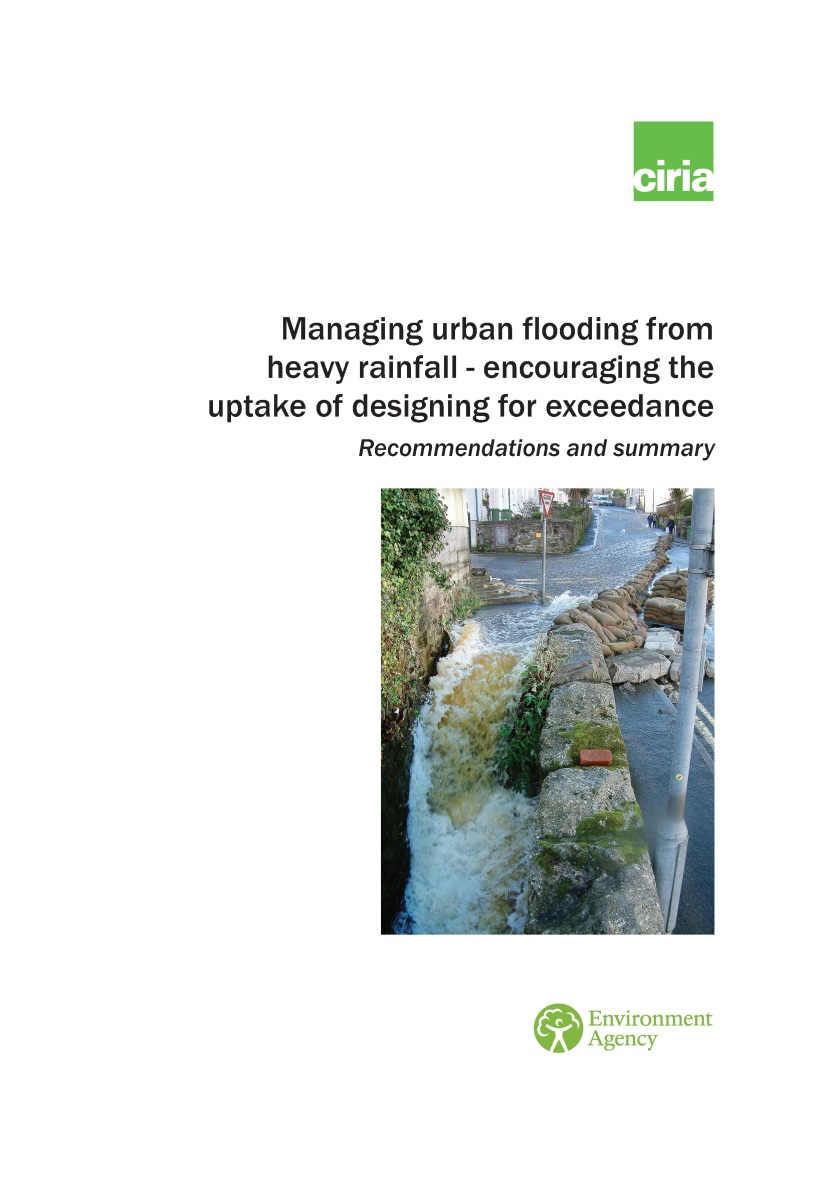 ciria
Managing urban flooding from
heavy rainfall - encouraging the
uptake of designing for exceedance
Recommendations and summary
Environment
Agency